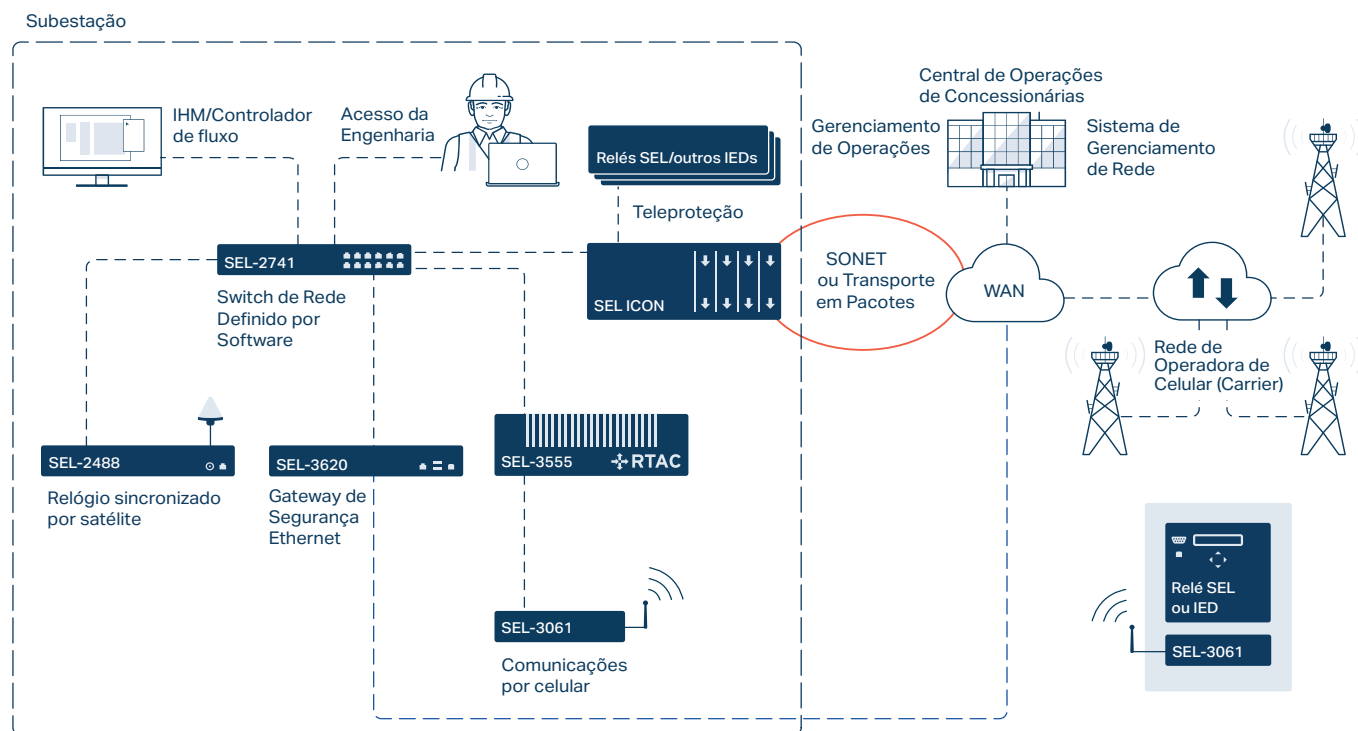 Subestação
IHM/Controlador
de fluxo
Acesso da
Engenharia
Relés SEL/outros IEDs
Teleproteção
SEL-2741
Switch de Rede
Definido por
Software
SEL ICON
SONET
ou Transporte
em Pacotes
Central de Operações
de Concessionárias
Gerenciamento
de Operações
Sistema de
Gerenciamento
de Rede
WAN
Rede de
Operadora de
Celular (Carrier)
SEL-2488
Relógio sincronizado
por satélite
SEL-3620
Gateway de
Segurança
Ethernet
SEL-3555
RTAC
SEL-3061
Comunicações
por celular
Relé SEL
ou IED
SEL-3061